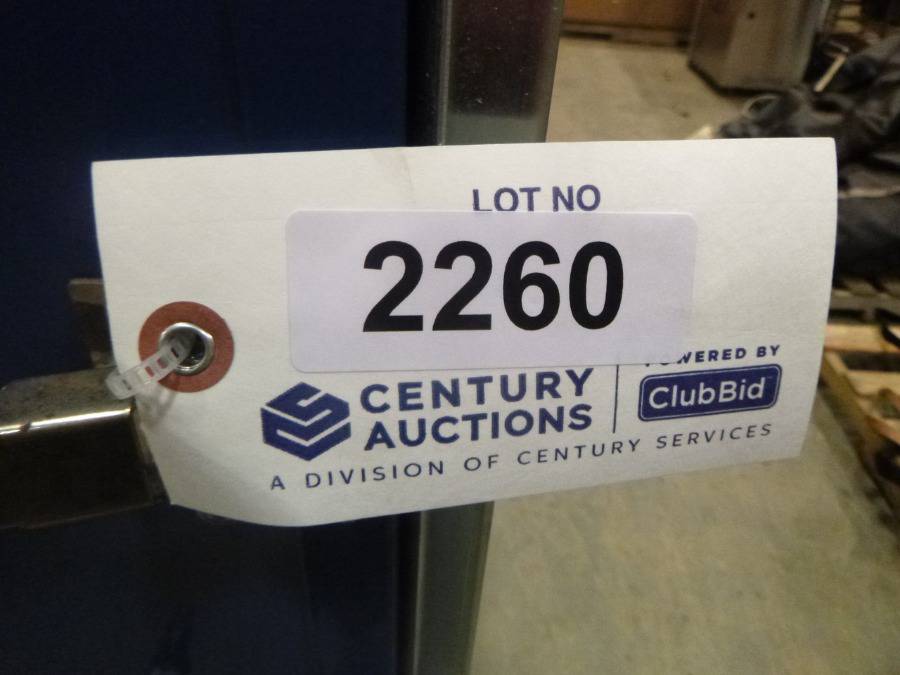 LOT NO
2260
CENTURY
AUCTIONS
POWERED BY
ClubBid
A DIVISION OF CENTURY SERVICES